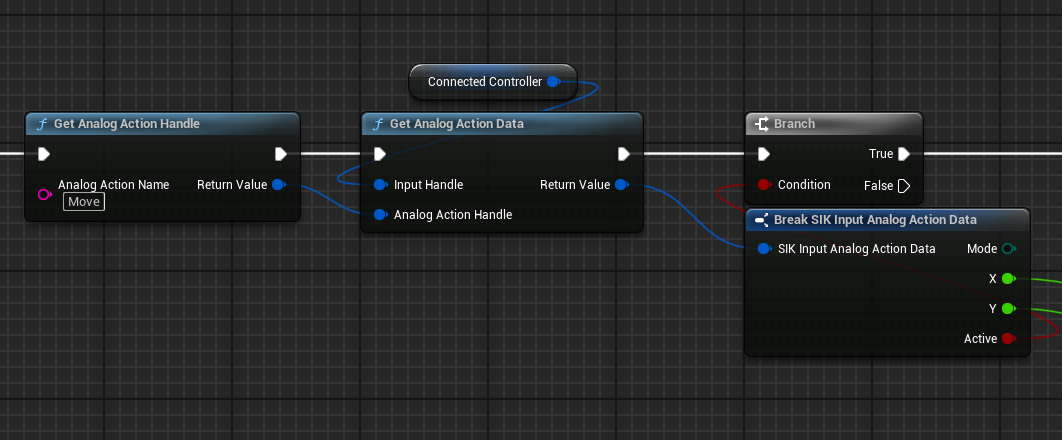 Connected Controller
Get Analog Action Handle
Analog Action Name
Move
Return Value
Get Analog Action Data
Input Handle
Return Value
Analog Action Handle
Branch
True
Condition
False
Break SIK Input Analog Action Data
SIK Input Analog Action Data
Mode
X
Y
Active